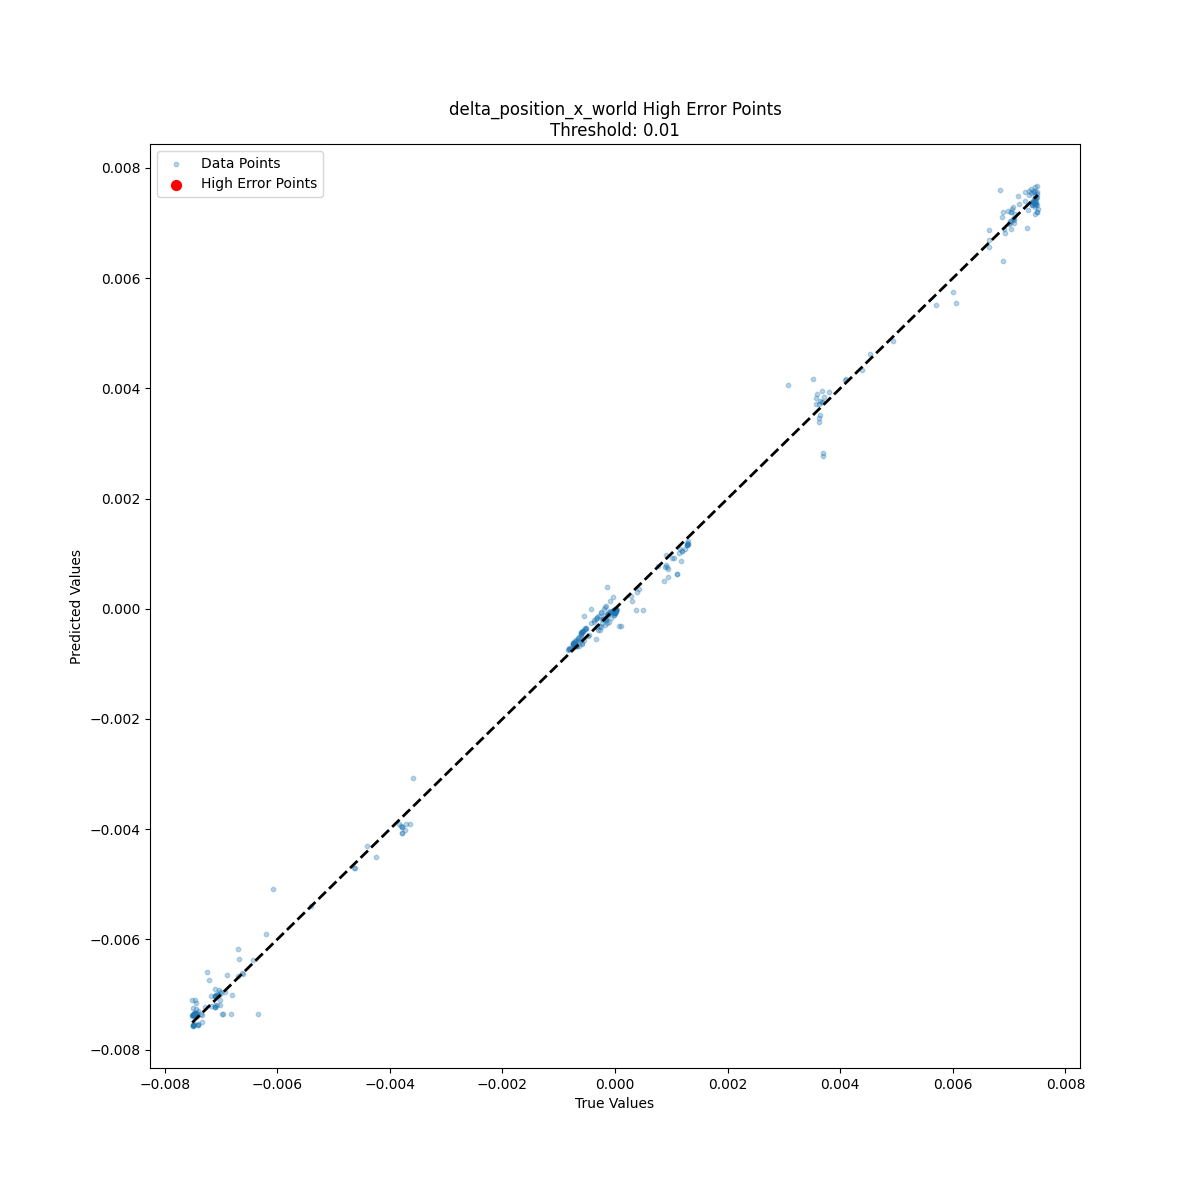 delta_position_x_world High Error Points
Threshold: 0.01
Data Points
High Error Points
0.008
0.006
0.004
0.002
0.000
−0.002
−0.004
−0.006
−0.008
Predicted Values
−0.008 −0.006 −0.004 −0.002 0.000 0.002 0.004 0.006 0.008
True Values